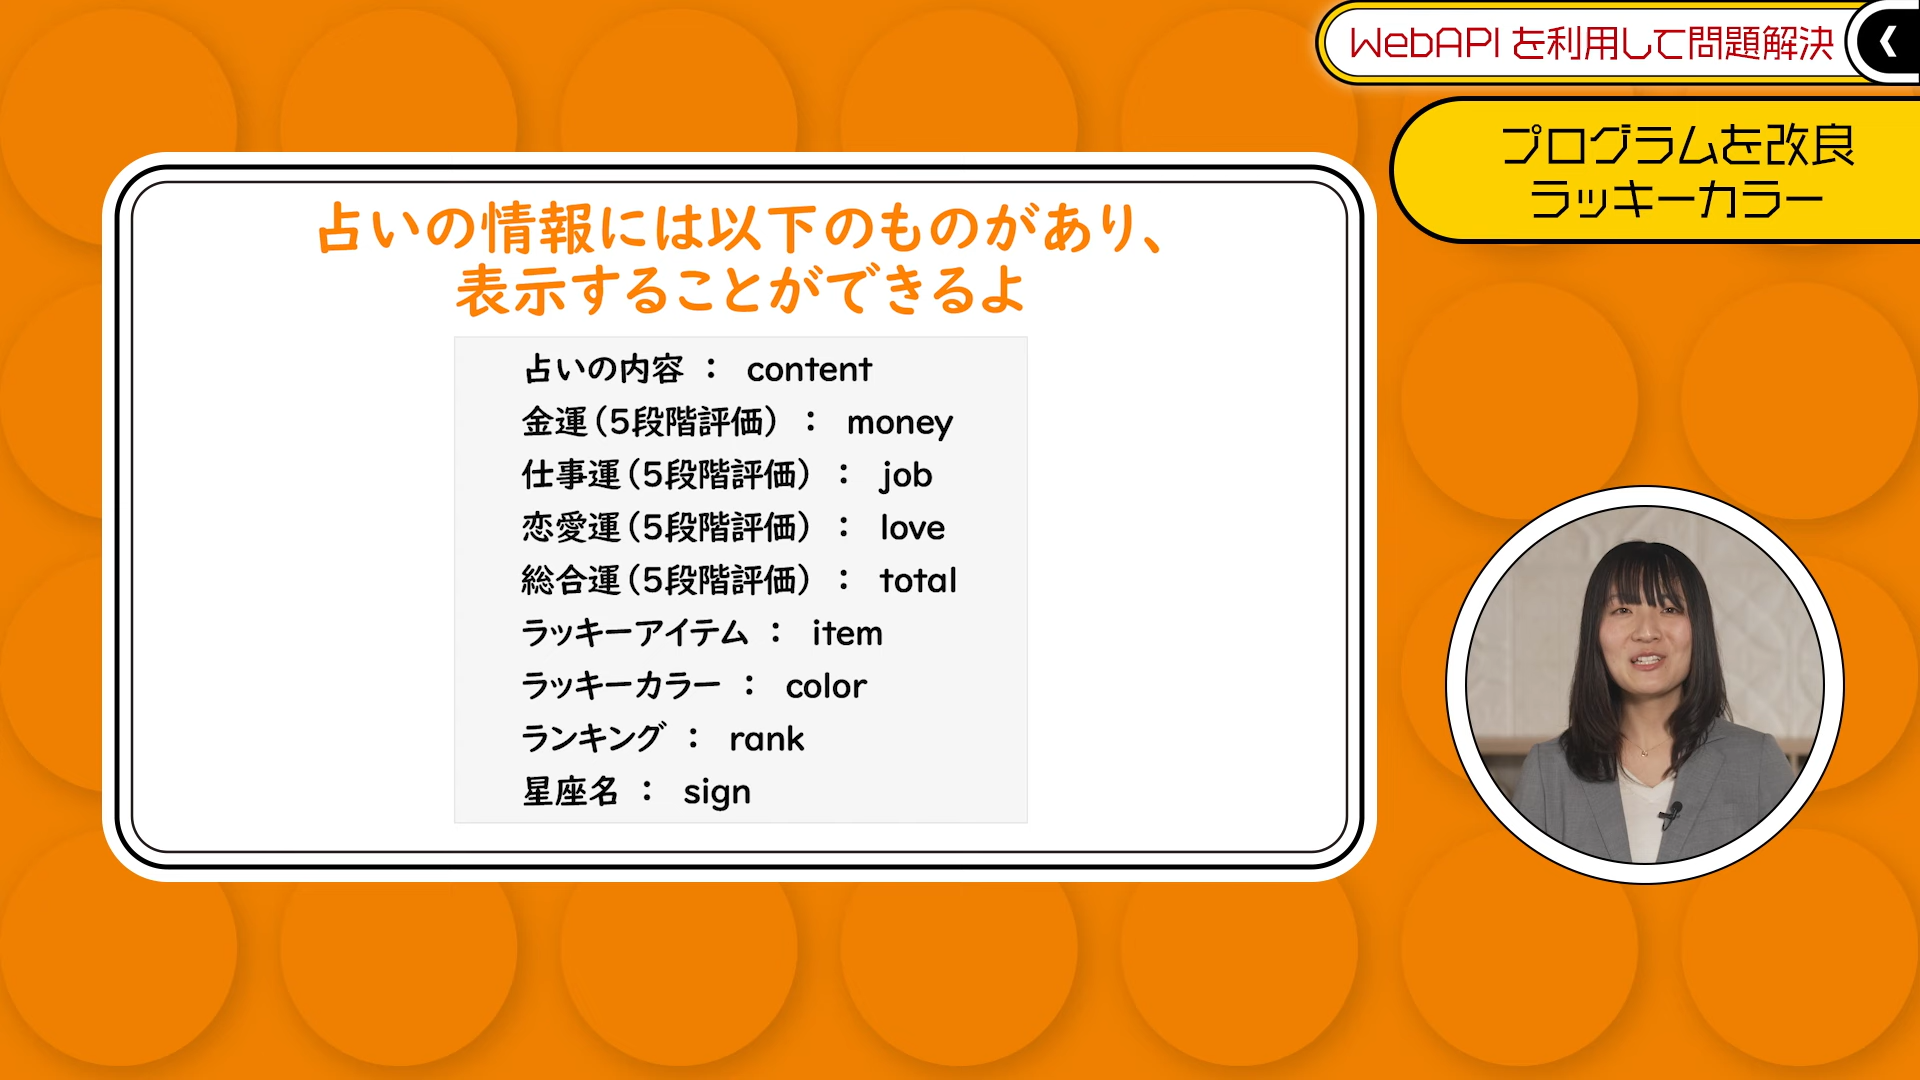 WebAPI を利用して問題解決
プログラムを改良
ラッキーカラー
占いの情報には以下のものがあり、
表示することができるよ
占いの内容 ： content
金運（5段階評価） ： money
仕事運（5段階評価） ： job
恋愛運（5段階評価） ： love
総合運（5段階評価） ： total
ラッキーアイテム ： item
ラッキーカラー ： color
ランキング ： rank
星座名 ： sign